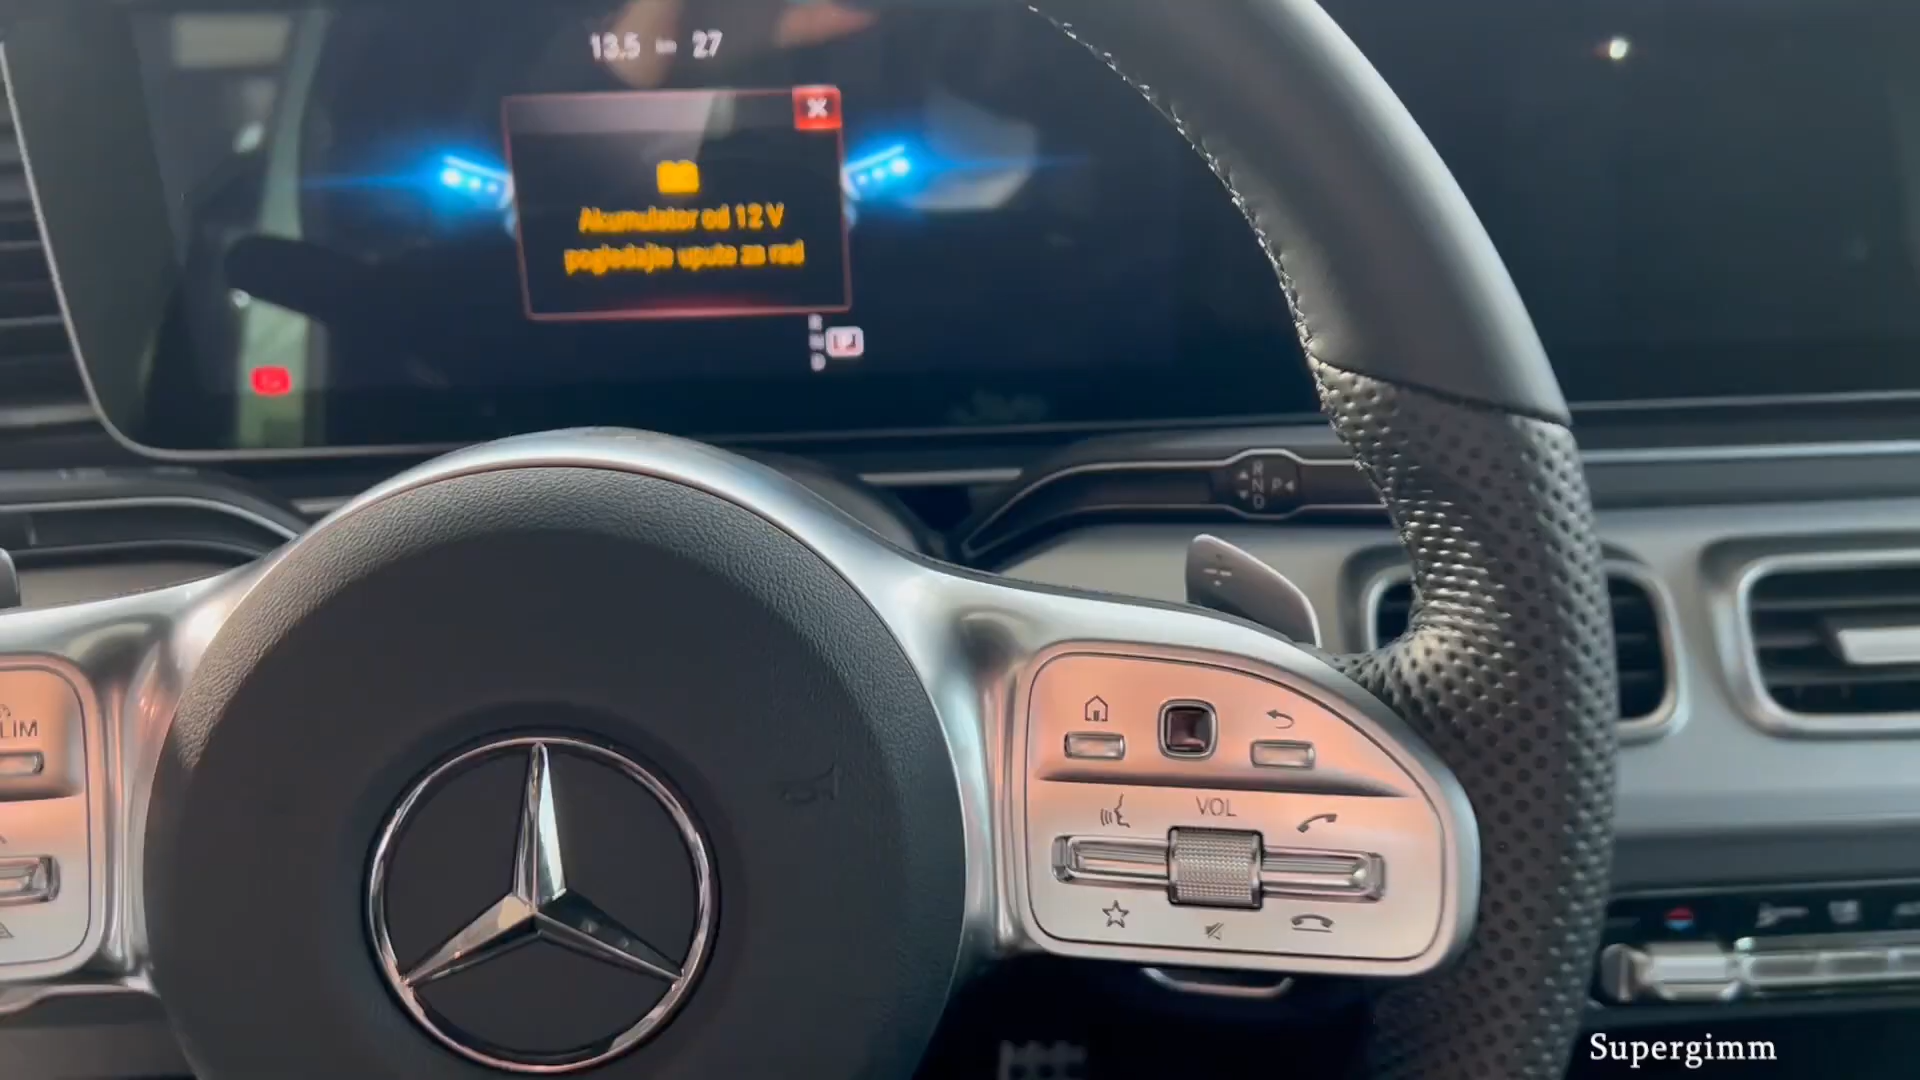 13.5 27
Akumulator od 12 V
pogledajte upute za rad
R
N P
D
LIM
VOL
Supergimm